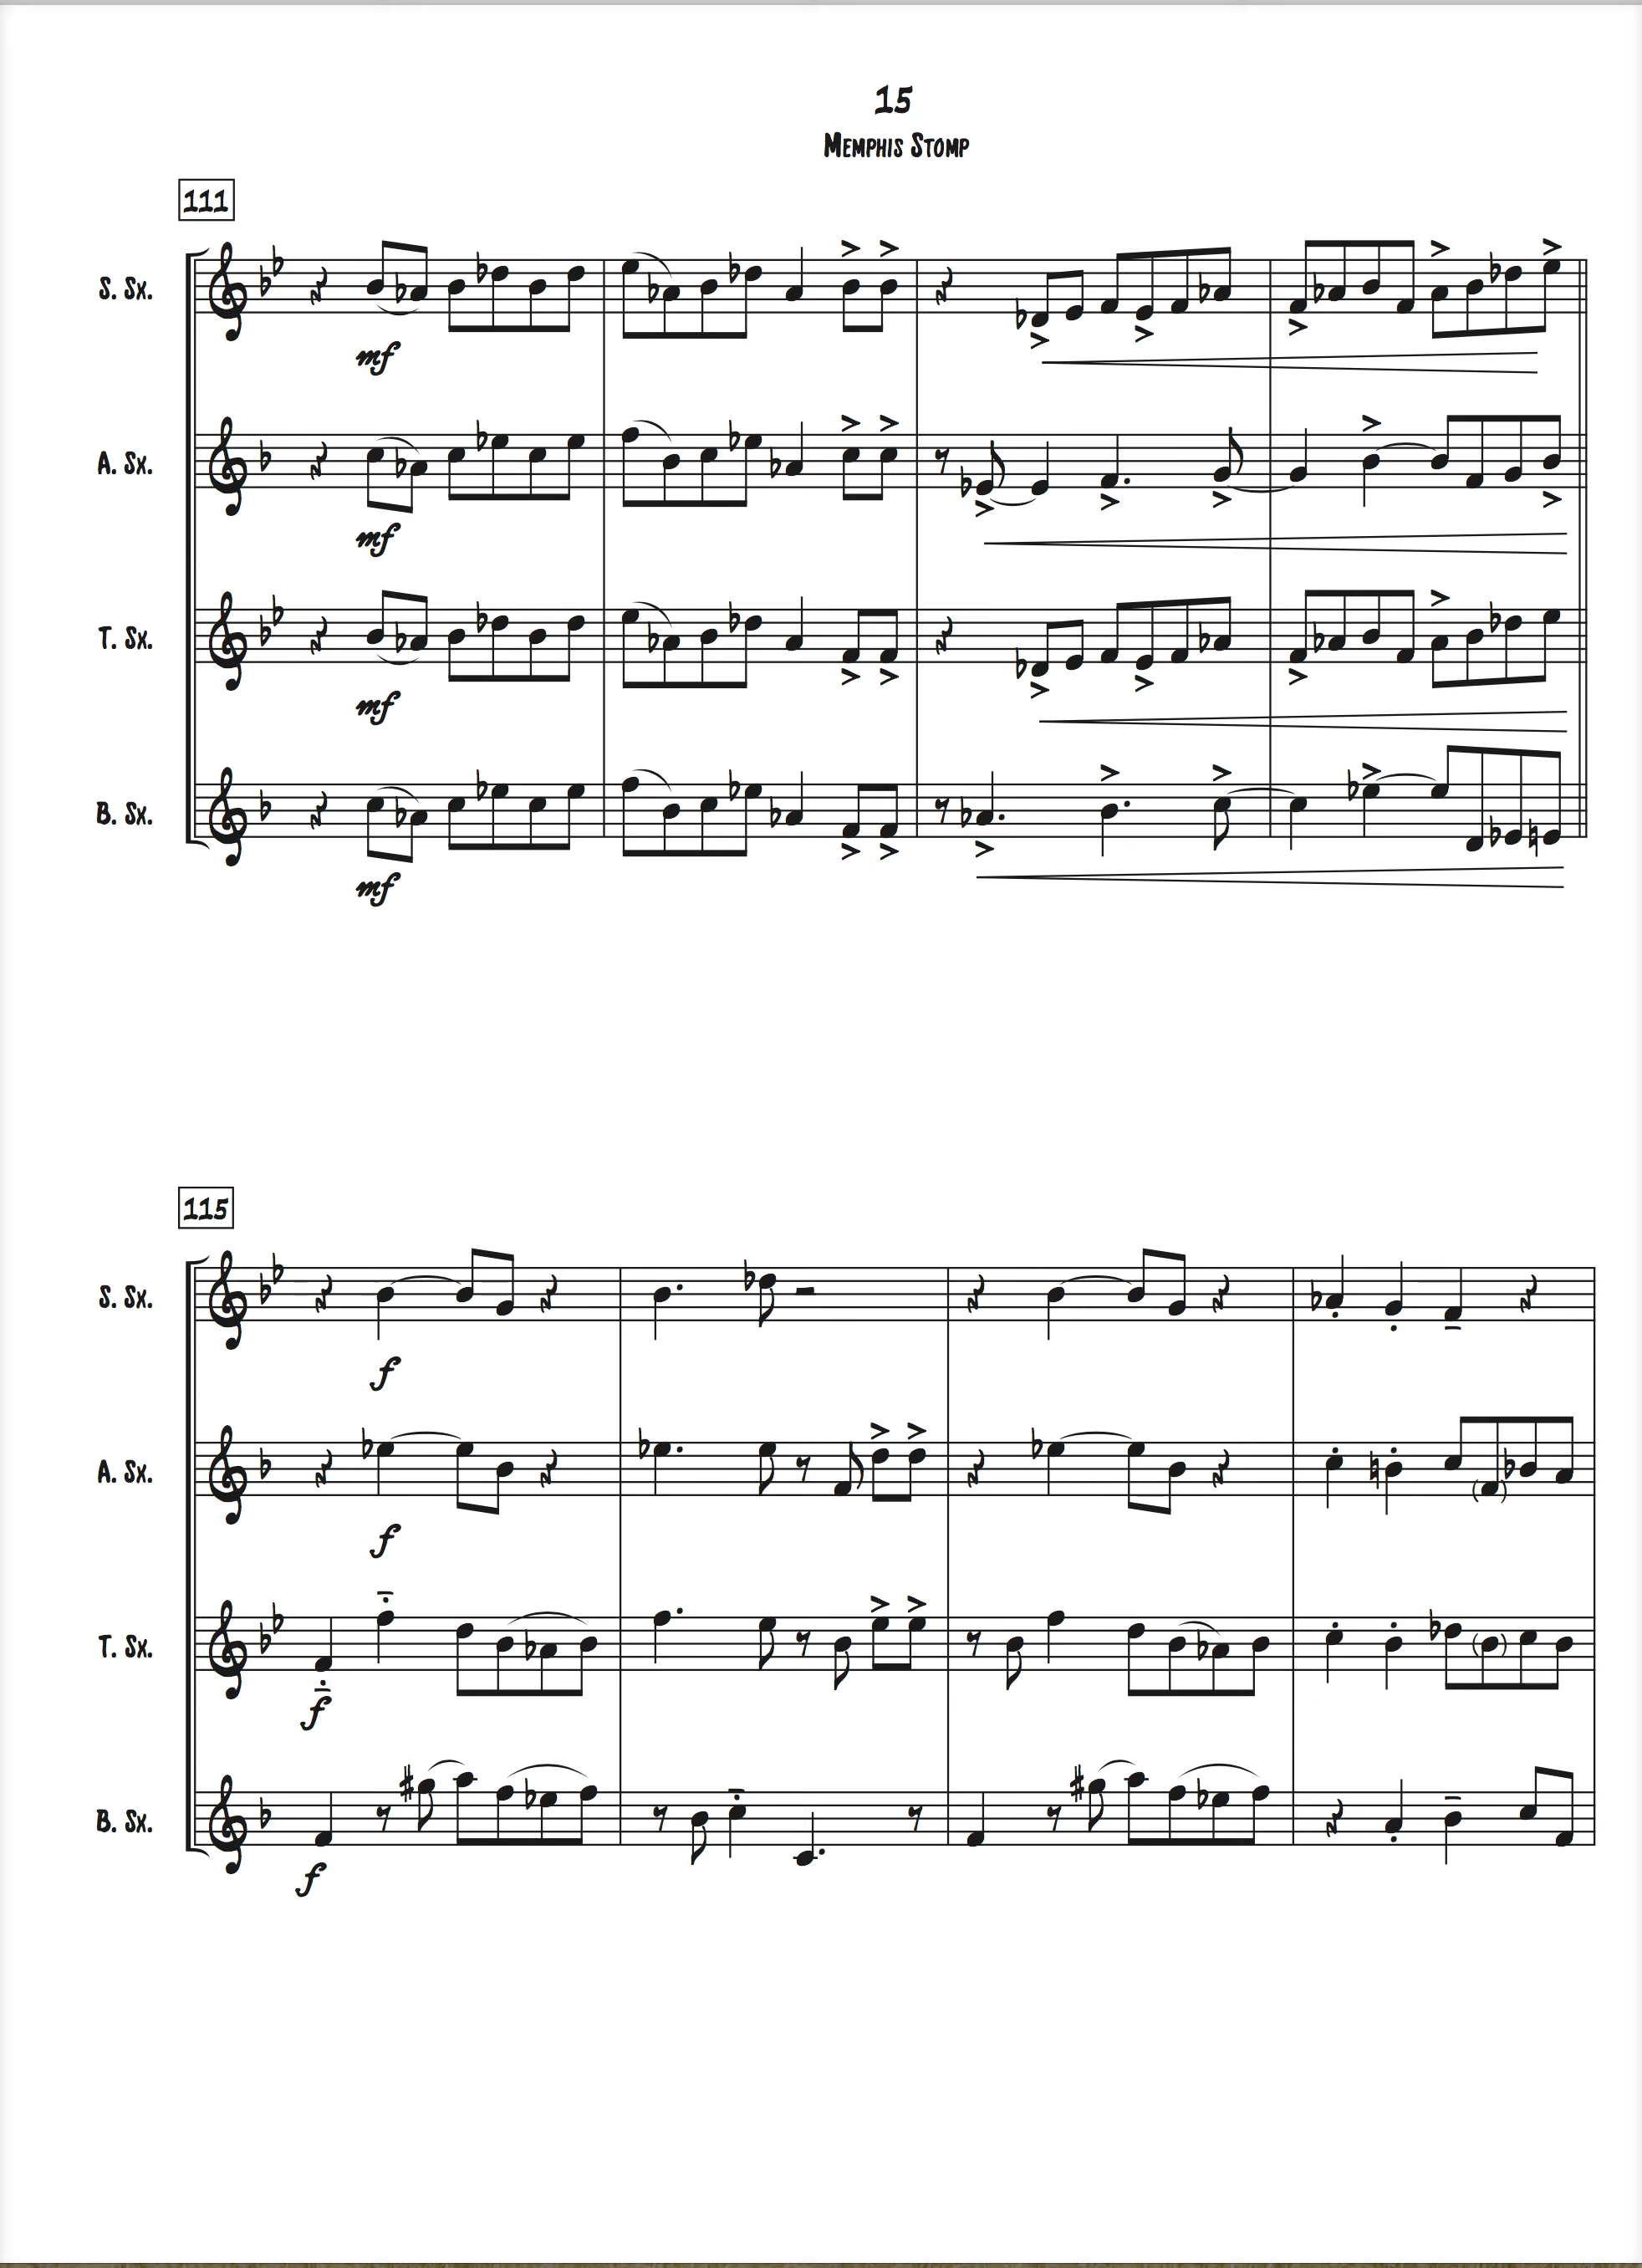 15
Memphis Stomp
111
S. Sx.
mf
A. Sx.
mf
T. Sx.
mf
B. Sx.
mf
115
S. Sx.
f
A. Sx.
f
T. Sx.
f
B. Sx.
f